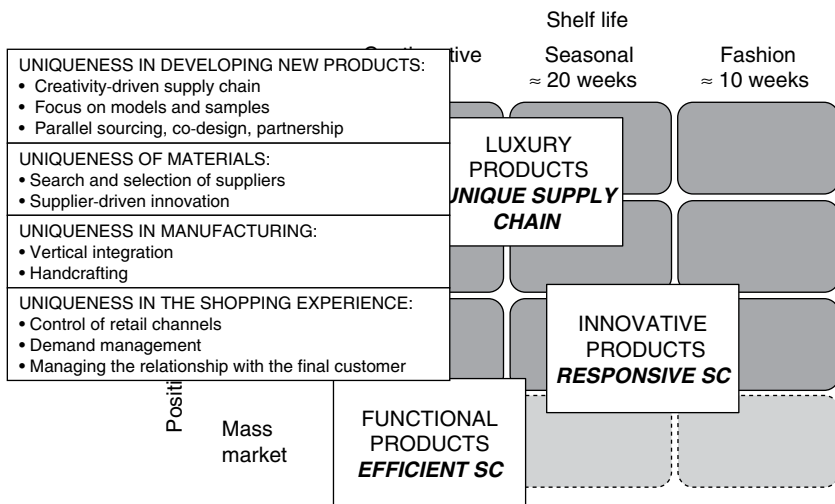 Shelf life
Seasonal
≈ 20 weeks
Fashion
≈ 10 weeks
UNIQUENESS IN DEVELOPING NEW PRODUCTS:
• Creativity-driven supply chain
• Focus on models and samples
• Parallel sourcing, co-design, partnership
UNIQUENESS OF MATERIALS:
• Search and selection of suppliers
• Supplier-driven innovation
UNIQUENESS IN MANUFACTURING:
• Vertical integration
• Handcrafting
UNIQUENESS IN THE SHOPPING EXPERIENCE:
• Control of retail channels
• Demand management
• Managing the relationship with the final customer
LUXURY
PRODUCTS
UNIQUE SUPPLY
CHAIN
INNOVATIVE
PRODUCTS
RESPONSIVE SC
FUNCTIONAL
PRODUCTS
EFFICIENT SC
Mass
market